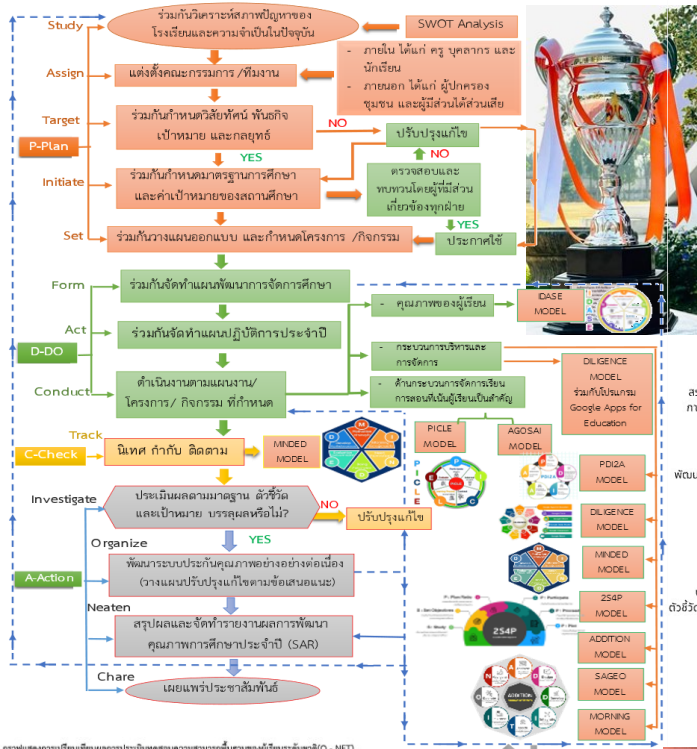 Study
ร่วมกันวิเคราะห์สภาพปัญหาของ
โรงเรียนและความจำเป็นในปัจจุบัน
SWOT Analysis
Assign
แต่งตั้งคณะกรรมการ /ทีมงาน
- ภายใน ได้แก่ ครู บุคลากร และ
นักเรียน
- ภายนอก ได้แก่ ผู้ปกครอง
ชุมชน และผู้มีส่วนได้ส่วนเสีย
Target
ร่วมกันกำหนดวิสัยทัศน์ พันธกิจ
เป้าหมาย และกลยุทธ์
NO
ปรับปรุงแก้ไข
P-Plan
YES
NO
Initiate
ร่วมกันกำหนดมาตรฐานการศึกษา
และค่าเป้าหมายของสถานศึกษา
ตรวจสอบและ
ทบทวนโดยผู้ที่มีส่วน
เกี่ยวข้องทุกฝ่าย
YES
Set
ร่วมกันวางแผนออกแบบ และกำหนดโครงการ /กิจกรรม
ประกาศใช้
Form
ร่วมกันจัดทำแผนพัฒนาการจัดการศึกษา
- คุณภาพของผู้เรียน
IDASE
MODEL
Act
ร่วมกันจัดทำแผนปฏิบัติการประจำปี
D-DO
- กระบวนการบริหารและ
การจัดการ
DILIGENCE
MODEL
ร่วมกับโปรแกรม
Google Apps for
Education
Conduct
ดำเนินงานตามแผนงาน/
โครงการ/ กิจกรรม ที่กำหนด
- ด้านกระบวนการจัดการเรียน
การสอนที่เน้นผู้เรียนเป็นสำคัญ
PICLE
MODEL
AGOSAI
MODEL
Track
C-Check
นิเทศ กำกับ ติดตาม
MINDED
MODEL
PICLE
PDI2A
MODEL
พัฒน
Investigate
ประเมินผลตามมาตฐาน ตัวชี้วัด
และเป้าหมาย บรรลุผลหรือไม่?
NO
ปรับปรุงแก้ไข
DILIGENCE
MODEL
YES
Organize
พัฒนาระบบประกันคุณภาพอย่างอย่างต่อเนื่อง
(วางแผนปรับปรุงแก้ไขตามข้อเสนอแนะ)
MINDED
MODEL
A-Action
2S4P
MODEL
ตัวชี้วัด
Neaten
สรุปผลและจัดทำรายงานผลการพัฒนา
คุณภาพการศึกษาประจำปี (SAR)
2S4P
ADDITION
MODEL
Chare
เผยแพร่ประชาสัมพันธ์
ADDITION
SAGEO
MODEL
MORNING
MODEL